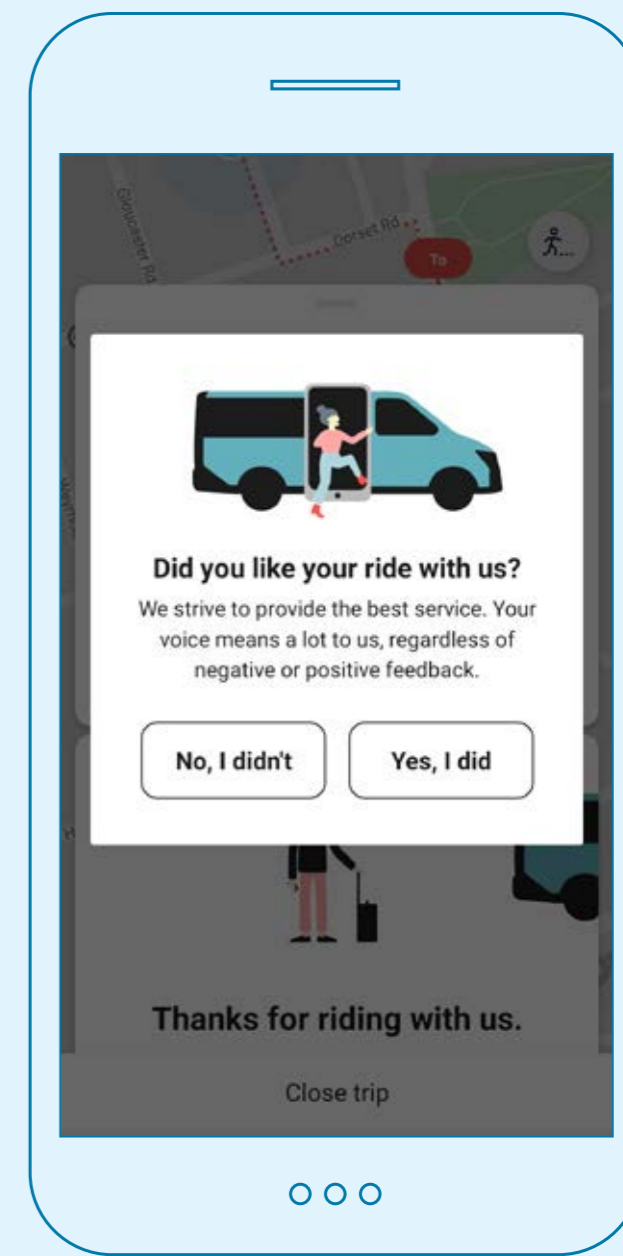 Gloucester Rd
Dorset Rd
To
Did you like your ride with us?
We strive to provide the best service. Your
voice means a lot to us, regardless of
negative or positive feedback.
No, I didn't
Yes, I did
Thanks for riding with us.
Close trip